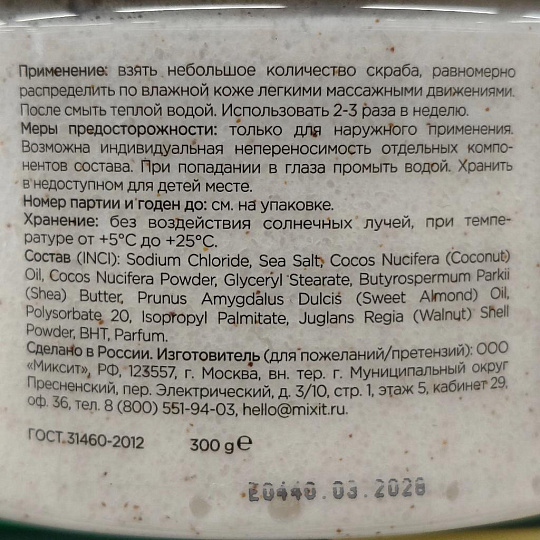 Применение: взять небольшое количество скраба, равномерно
распределить по влажной коже легкими массажными движениями.
После смыть теплой водой. Использовать 2-3 раза в неделю.
Меры предосторожности: только для наружного применения.
Возможна индивидуальная непереносимость отдельных компо-
нентов состава. При попадании в глаза промыть водой. Хранить
в недоступном для детей месте.
Номер партии и годен до: см. на упаковке.
Хранение: без воздействия солнечных лучей, при темпе-
ратуре от +5°C до +25°C.
Состав (INCI): Sodium Chloride, Sea Salt, Cocos Nucifera (Coconut)
Oil, Cocos Nucifera Powder, Glyceryl Stearate, Butyrospermum Parkii
(Shea) Butter, Prunus Amygdalus Dulcis (Sweet Almond) Oil,
Polysorbate 20, Isopropyl Palmitate, Juglans Regia (Walnut) Shell
Powder, BHT, Parfum.
Сделано в России. Изготовитель (для пожеланий/претензий): ООО
«Миксит», РФ, 123557, г. Москва, вн. тер. г. Муниципальный округ
Пресненский, пер. Электрический, д. 3/10, стр. 1, этаж 5, кабинет 29,
оф. 36, тел. 8 (800) 551-94-03, hello@mixit.ru.
ГОСТ 31460-2012
300 g ℮
E0440.03.2028